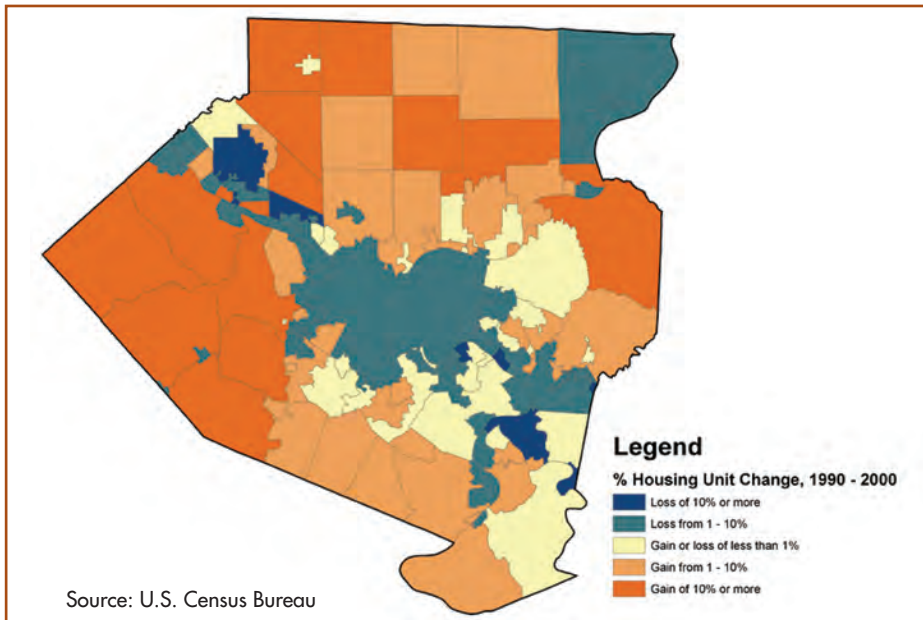 Legend
% Housing Unit Change, 1990 - 2000
Loss of 10% or more
Loss from 1 - 10%
Gain or loss of less than 1%
Gain from 1 - 10%
Gain of 10% or more
Source: U.S. Census Bureau